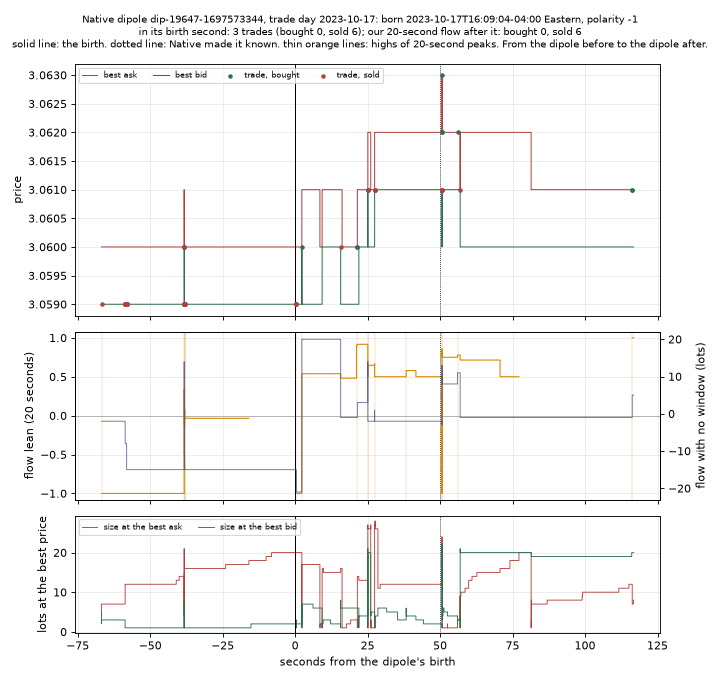 Native dipole dip-19647-1697573344, trade day 2023-10-17: born 2023-10-17T16:09:04-04:00 Eastern, polarity -1
in its birth second: 3 trades (bought 0, sold 6); our 20-second flow after it: bought 0, sold 6
solid line: the birth. dotted line: Native made it known. thin orange lines: highs of 20-second peaks. From the dipole before to the dipole after.
best ask best bid trade, bought trade, sold
3.0630
3.0625
3.0620
3.0615
3.0610
3.0605
3.0600
3.0595
3.0590
price
1.0
0.5
0.0
−0.5
−1.0
flow lean (20 seconds)
20
10
0
−10
−20
flow with no window (lots)
size at the best ask size at the best bid
20
10
0
lots at the best price
−75 −50 −25 0 25 50 75 100 125
seconds from the dipole's birth